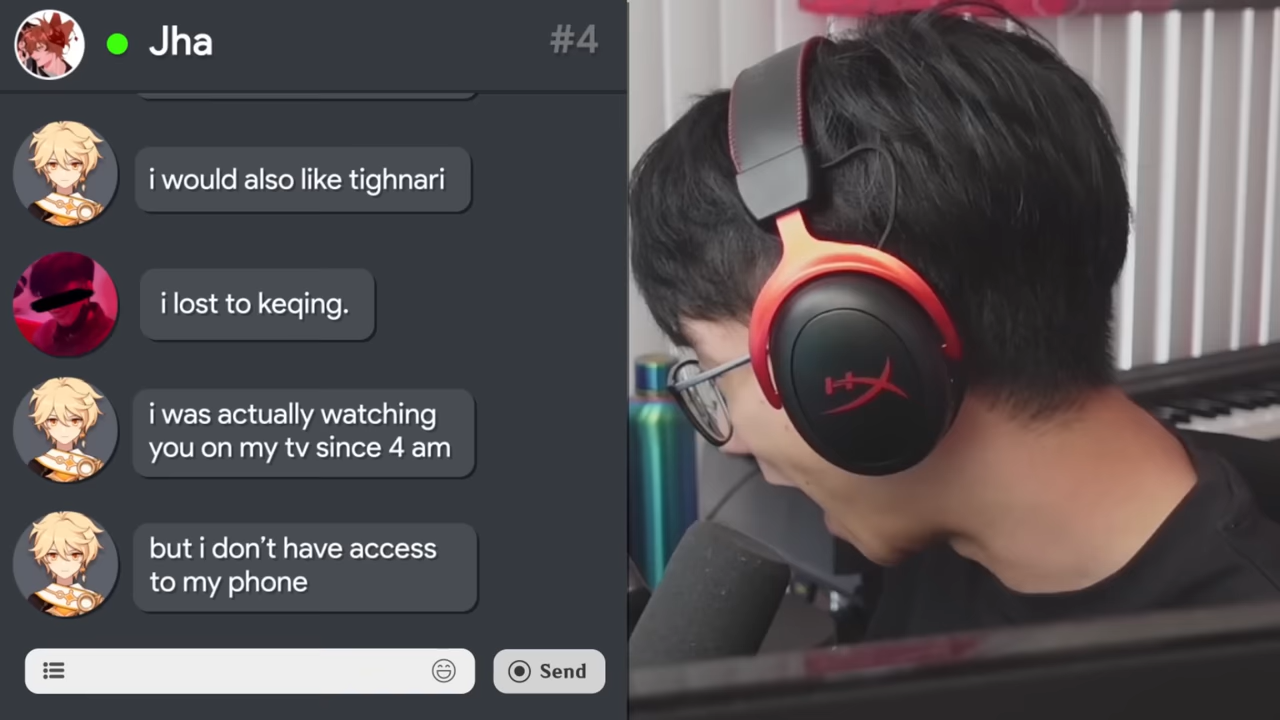 Jha
#4
i would also like tighnari
i lost to keqing.
i was actually watching
you on my tv since 4 am
but i don’t have access
to my phone
Send
HX